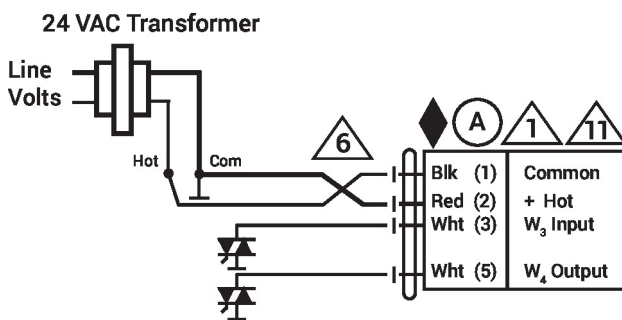 24 VAC Transformer
Line
Volts
Hot
Com
6
A
1
11
Blk (1) Common
Red (2) + Hot
Wht (3) W3 Input
Wht (5) W4 Output